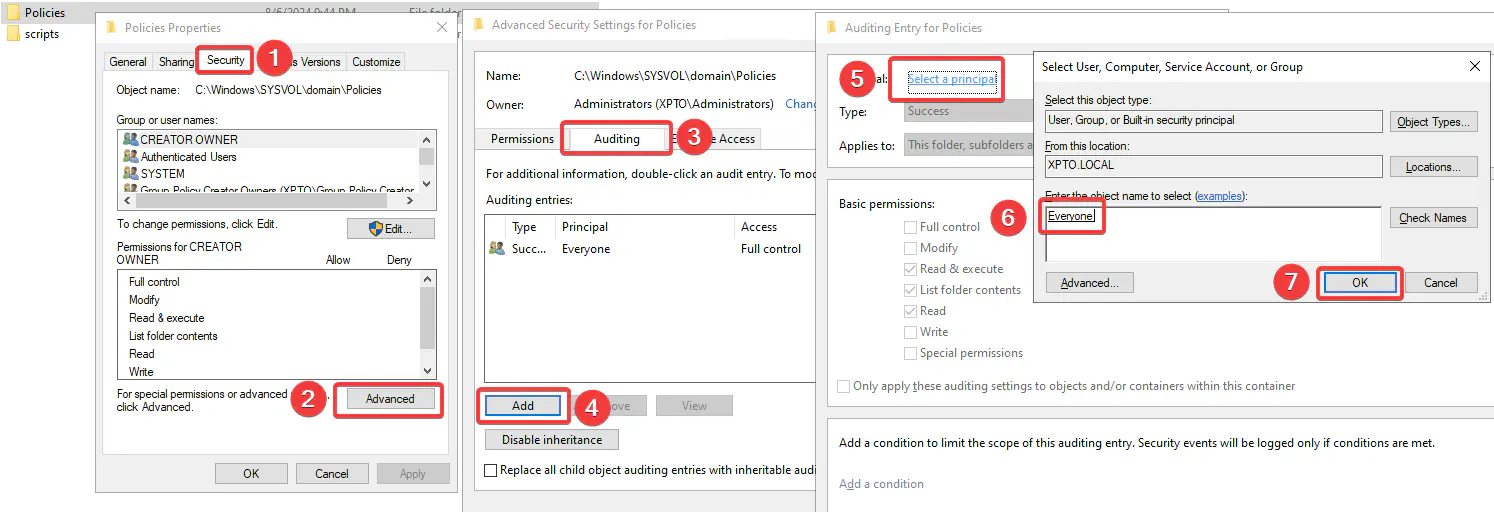 Policies
8/6/2024 9:44 PM
File folder
scripts
Policies Properties
General
Sharing
Security
1
Versions
Customize
Object name: C:\Windows\SYSVOL\domain\Policies
Group or user names:
CREATOR OWNER
Authenticated Users
SYSTEM
Group Policy Creator Owners (XPTO\Group Policy Creator
To change permissions, click Edit.
Edit...
Permissions for CREATOR
OWNER
Allow
Deny
Full control
Modify
Read & execute
List folder contents
Read
Write
For special permissions or advanced
click Advanced.
2
Advanced
OK
Cancel
Apply
Advanced Security Settings for Policies
Name: C:\Windows\SYSVOL\domain\Policies
Owner: Administrators (XPTO\Administrators)
Permissions
Auditing
3
Access
For additional information, double-click an audit entry. To
Auditing entries:
Type
Principal
Access
Succ...
Everyone
Full control
Add
4
View
Disable inheritance
Replace all child object auditing entries with inheritable
Auditing Entry for Policies
5
Select a principal
Type: Success
Applies to: This folder, subfolders
Basic permissions:
Full control
Modify
Read & execute
List folder contents
Read
Write
Special permissions
Only apply these auditing settings to objects and/or containers within this container
Add a condition to limit the scope of this auditing entry. Security events will be logged only if conditions are met.
Add a condition
Select User, Computer, Service Account, or Group
Select this object type:
User, Group, or Built-in security principal
Object Types...
From this location:
XPTO.LOCAL
Locations...
Enter the object name to select (examples):
6
Everyone
Check Names
Advanced...
7
OK
Cancel